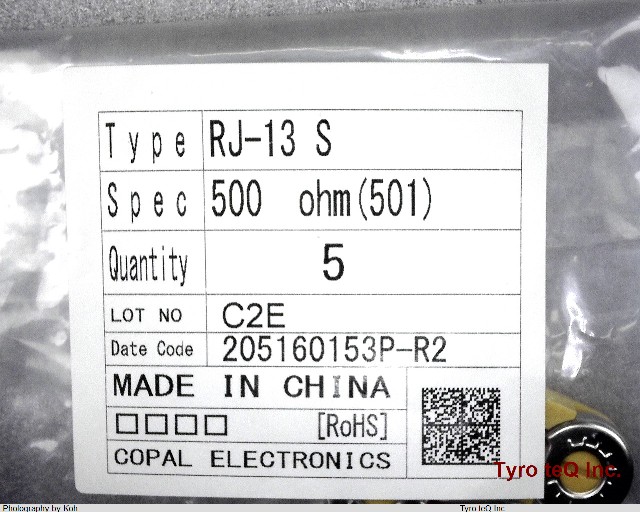 Type RJ-13 S
Spec 500 ohm(501)
Quantity 5
LOT NO C2E
Date Code 205160153P-R2
MADE IN CHINA
□□□□ [RoHS]
COPAL ELECTRONICS
Tyro teQ Inc.
Photography by Koh Tyro teQ Inc